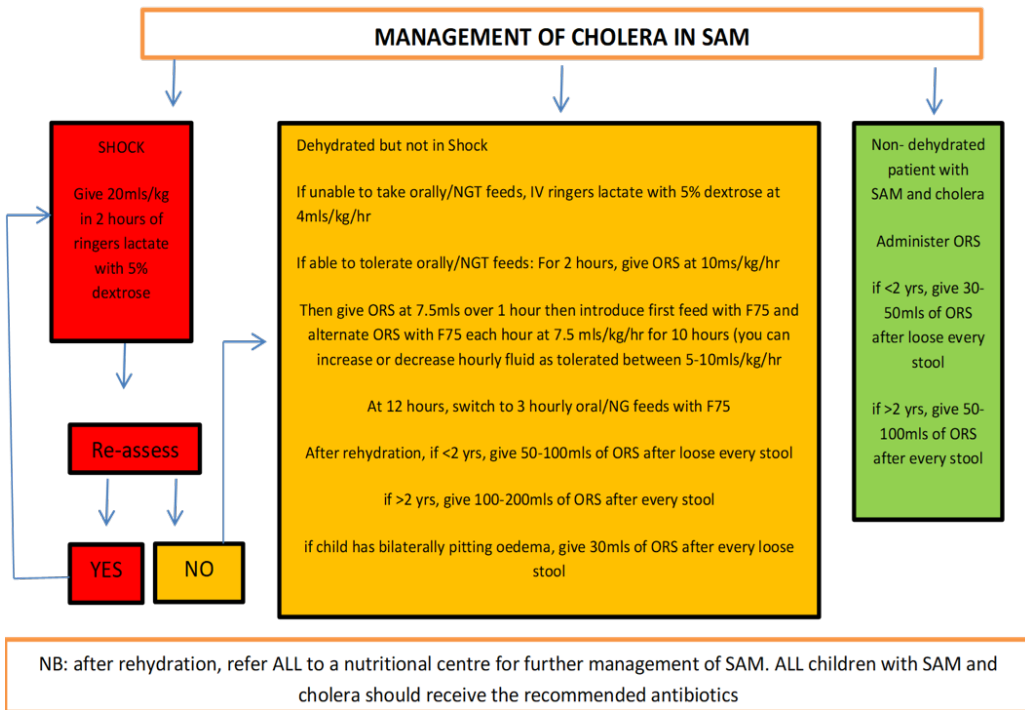 MANAGEMENT OF CHOLERA IN SAM
SHOCK
Give 20mls/kg
in 2 hours of
ringers lactate
with 5%
dextrose
Re-assess
YES
NO
Dehydrated but not in Shock
If unable to take orally/NGT feeds, IV ringers lactate with 5% dextrose at
4mls/kg/hr
If able to tolerate orally/NGT feeds: For 2 hours, give ORS at 10ms/kg/hr
Then give ORS at 7.5mls over 1 hour then introduce first feed with F75 and
alternate ORS with F75 each hour at 7.5 mls/kg/hr for 10 hours (you can
increase or decrease hourly fluid as tolerated between 5-10mls/kg/hr
At 12 hours, switch to 3 hourly oral/NG feeds with F75
After rehydration, if <2 yrs, give 50-100mls of ORS after loose every stool
if >2 yrs, give 100-200mls of ORS after every stool
if child has bilaterally pitting oedema, give 30mls of ORS after every loose
stool
Non- dehydrated
patient with
SAM and cholera
Administer ORS
if <2 yrs, give 30-
50mls of ORS
after loose every
stool
if >2 yrs, give 50-
100mls of ORS
after every stool
NB: after rehydration, refer ALL to a nutritional centre for further management of SAM. ALL children with SAM and
cholera should receive the recommended antibiotics